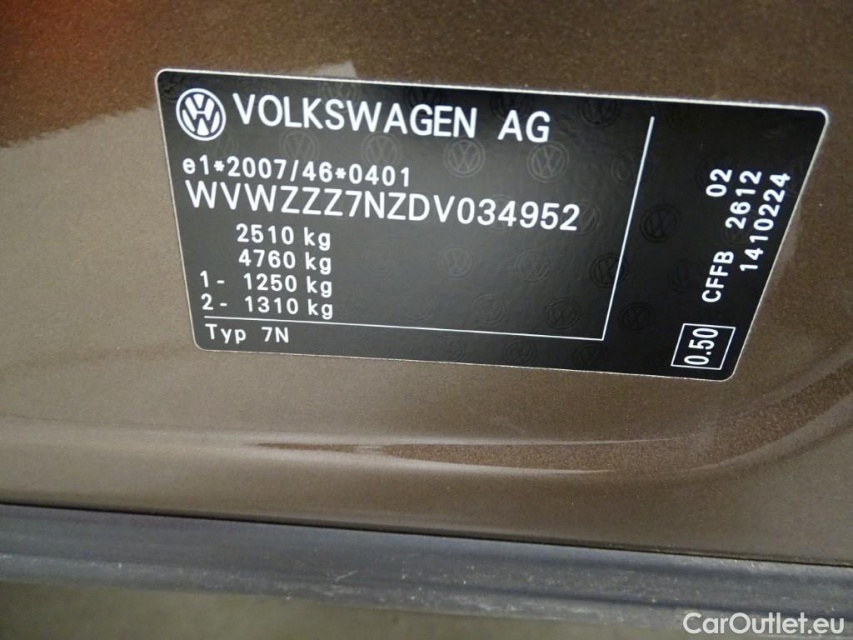 VOLKSWAGEN AG
e1*2007/46*0401
WVWZZZ7NZDV034952
2510 kg
4760 kg
1- 1250 kg
2- 1310 kg
Typ 7N
02
CFFB 2612
1410224
0.50
CarOutlet.eu